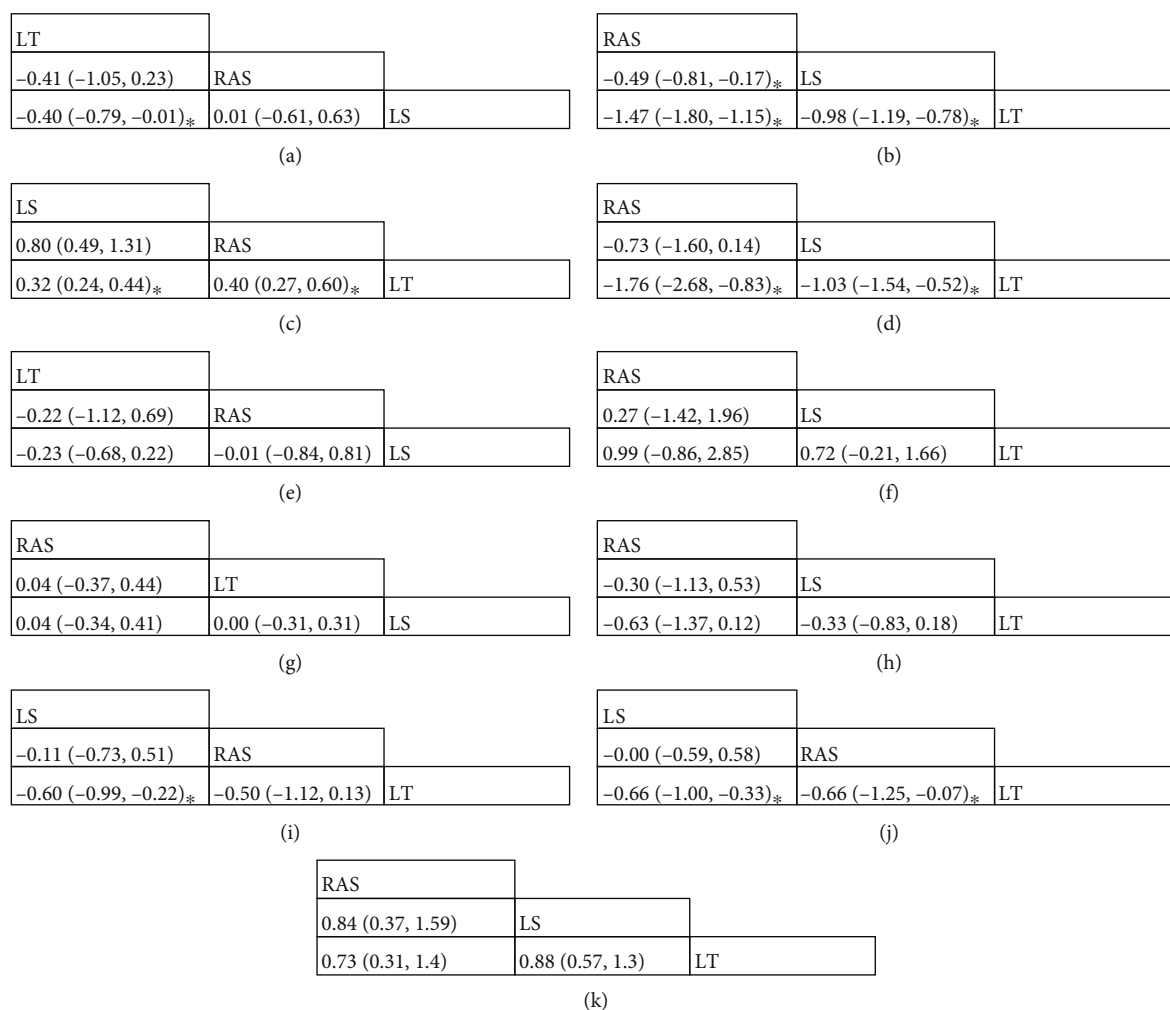 LT
–0.41 (–1.05, 0.23) RAS
–0.40 (–0.79, –0.01)* 0.01 (–0.61, 0.63) LS
(a)
RAS
–0.49 (–0.81, –0.17)* LS
–1.47 (–1.80, –1.15)* –0.98 (–1.19, –0.78)* LT
(b)
LS
0.80 (0.49, 1.31) RAS
0.32 (0.24, 0.44)* 0.40 (0.27, 0.60)* LT
(c)
RAS
–0.73 (–1.60, 0.14) LS
–1.76 (–2.68, –0.83)* –1.03 (–1.54, –0.52)* LT
(d)
LT
–0.22 (–1.12, 0.69) RAS
–0.23 (–0.68, 0.22) –0.01 (–0.84, 0.81) LS
(e)
RAS
0.27 (–1.42, 1.96) LS
0.99 (–0.86, 2.85) 0.72 (–0.21, 1.66) LT
(f)
RAS
0.04 (–0.37, 0.44) LT
0.04 (–0.34, 0.41) 0.00 (–0.31, 0.31) LS
(g)
RAS
–0.30 (–1.13, 0.53) LS
–0.63 (–1.37, 0.12) –0.33 (–0.83, 0.18) LT
(h)
LS
–0.11 (–0.73, 0.51) RAS
–0.60 (–0.99, –0.22)* –0.50 (–1.12, 0.13) LT
(i)
LS
–0.00 (–0.59, 0.58) RAS
–0.66 (–1.00, –0.33)* –0.66 (–1.25, –0.07)* LT
(j)
RAS
0.84 (0.37, 1.59) LS
0.73 (0.31, 1.4) 0.88 (0.57, 1.3) LT
(k)